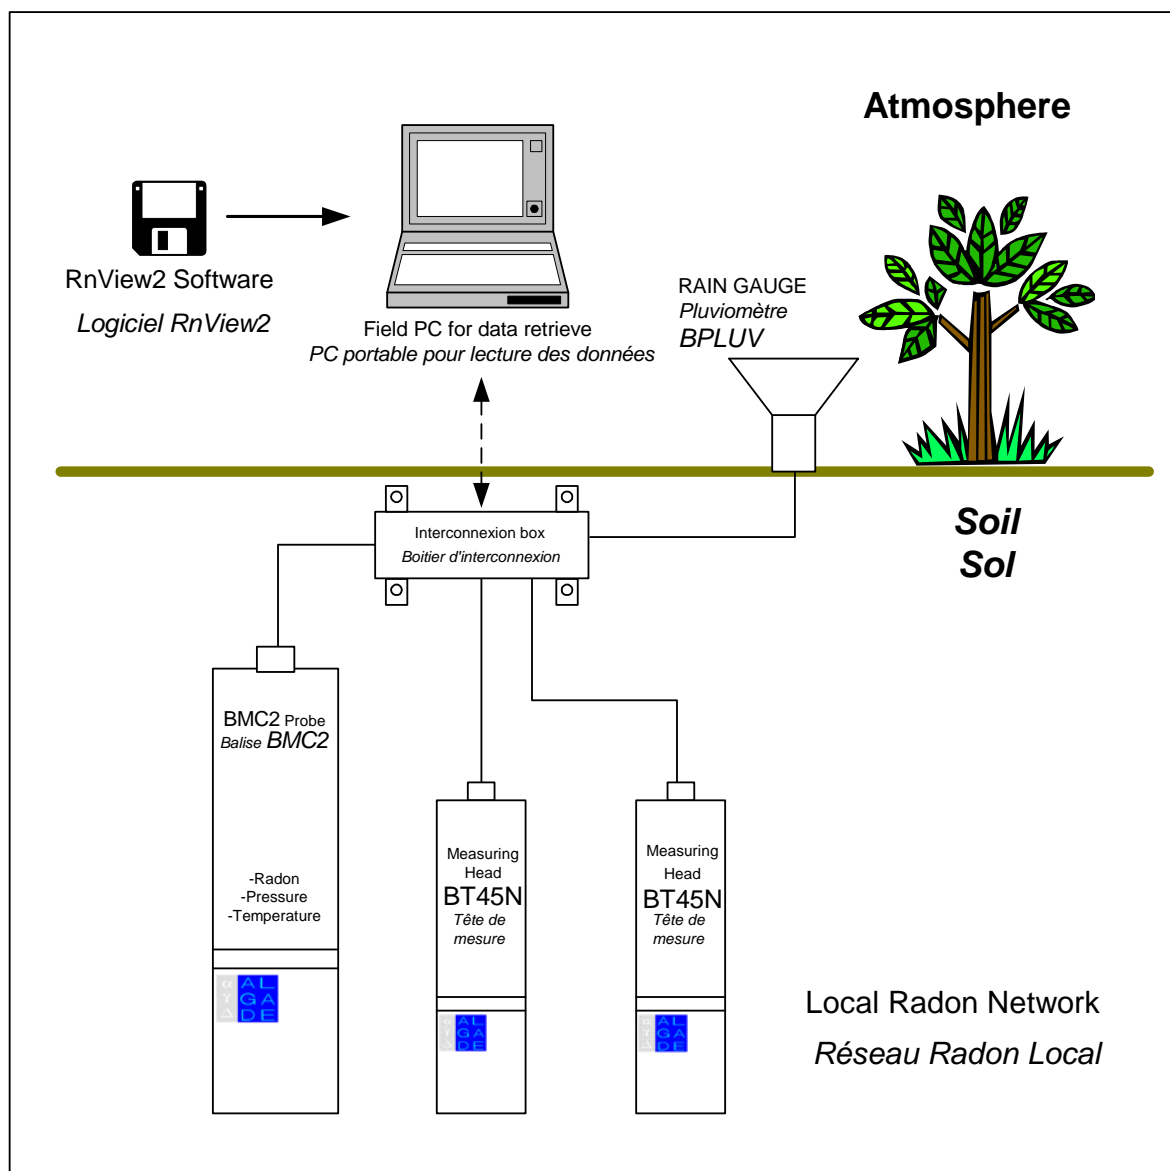 Atmosphere
RnView2 Software
Logiciel RnView2
Field PC for data retrieve
PC portable pour lecture des données
RAIN GAUGE
Pluviomètre
BPLUV
Soil
Sol
Interconnexion box
Boitier d'interconnexion
BMC2 Probe
Balise BMC2
-Radon
-Pressure
-Temperature
α AL
γ GA
Δ DE
Measuring
Head
BT45N
Tête de
mesure
α AL
γ GA
Δ DE
Measuring
Head
BT45N
Tête de
mesure
α AL
γ GA
Δ DE
Local Radon Network
Réseau Radon Local